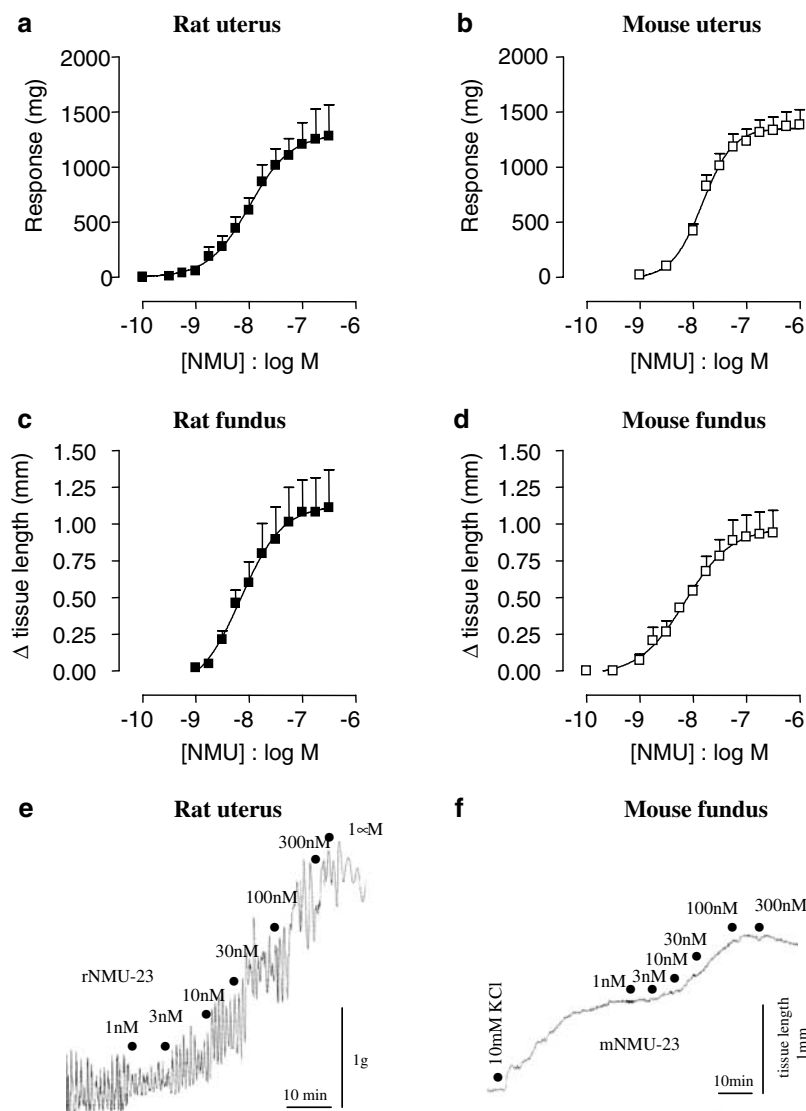 a
Rat uterus
2000
1500
1000
500
0
Response (mg)
-10 -9 -8 -7 -6
[NMU] : log M
b
Mouse uterus
2000
1500
1000
500
0
Response (mg)
-10 -9 -8 -7 -6
[NMU] : log M
c
Rat fundus
1.50
1.25
1.00
0.75
0.50
0.25
0.00
Δ tissue length (mm)
-10 -9 -8 -7 -6
[NMU] : log M
d
Mouse fundus
1.50
1.25
1.00
0.75
0.50
0.25
0.00
Δ tissue length (mm)
-10 -9 -8 -7 -6
[NMU] : log M
e
Rat uterus
rNMU-23
1nM
3nM
10nM
30nM
100nM
300nM
1∞M
1g
10 min
f
Mouse fundus
10mM KCl
1nM
3nM
10nM
30nM
100nM
300nM
mNMU-23
10min
tissue length
1mm